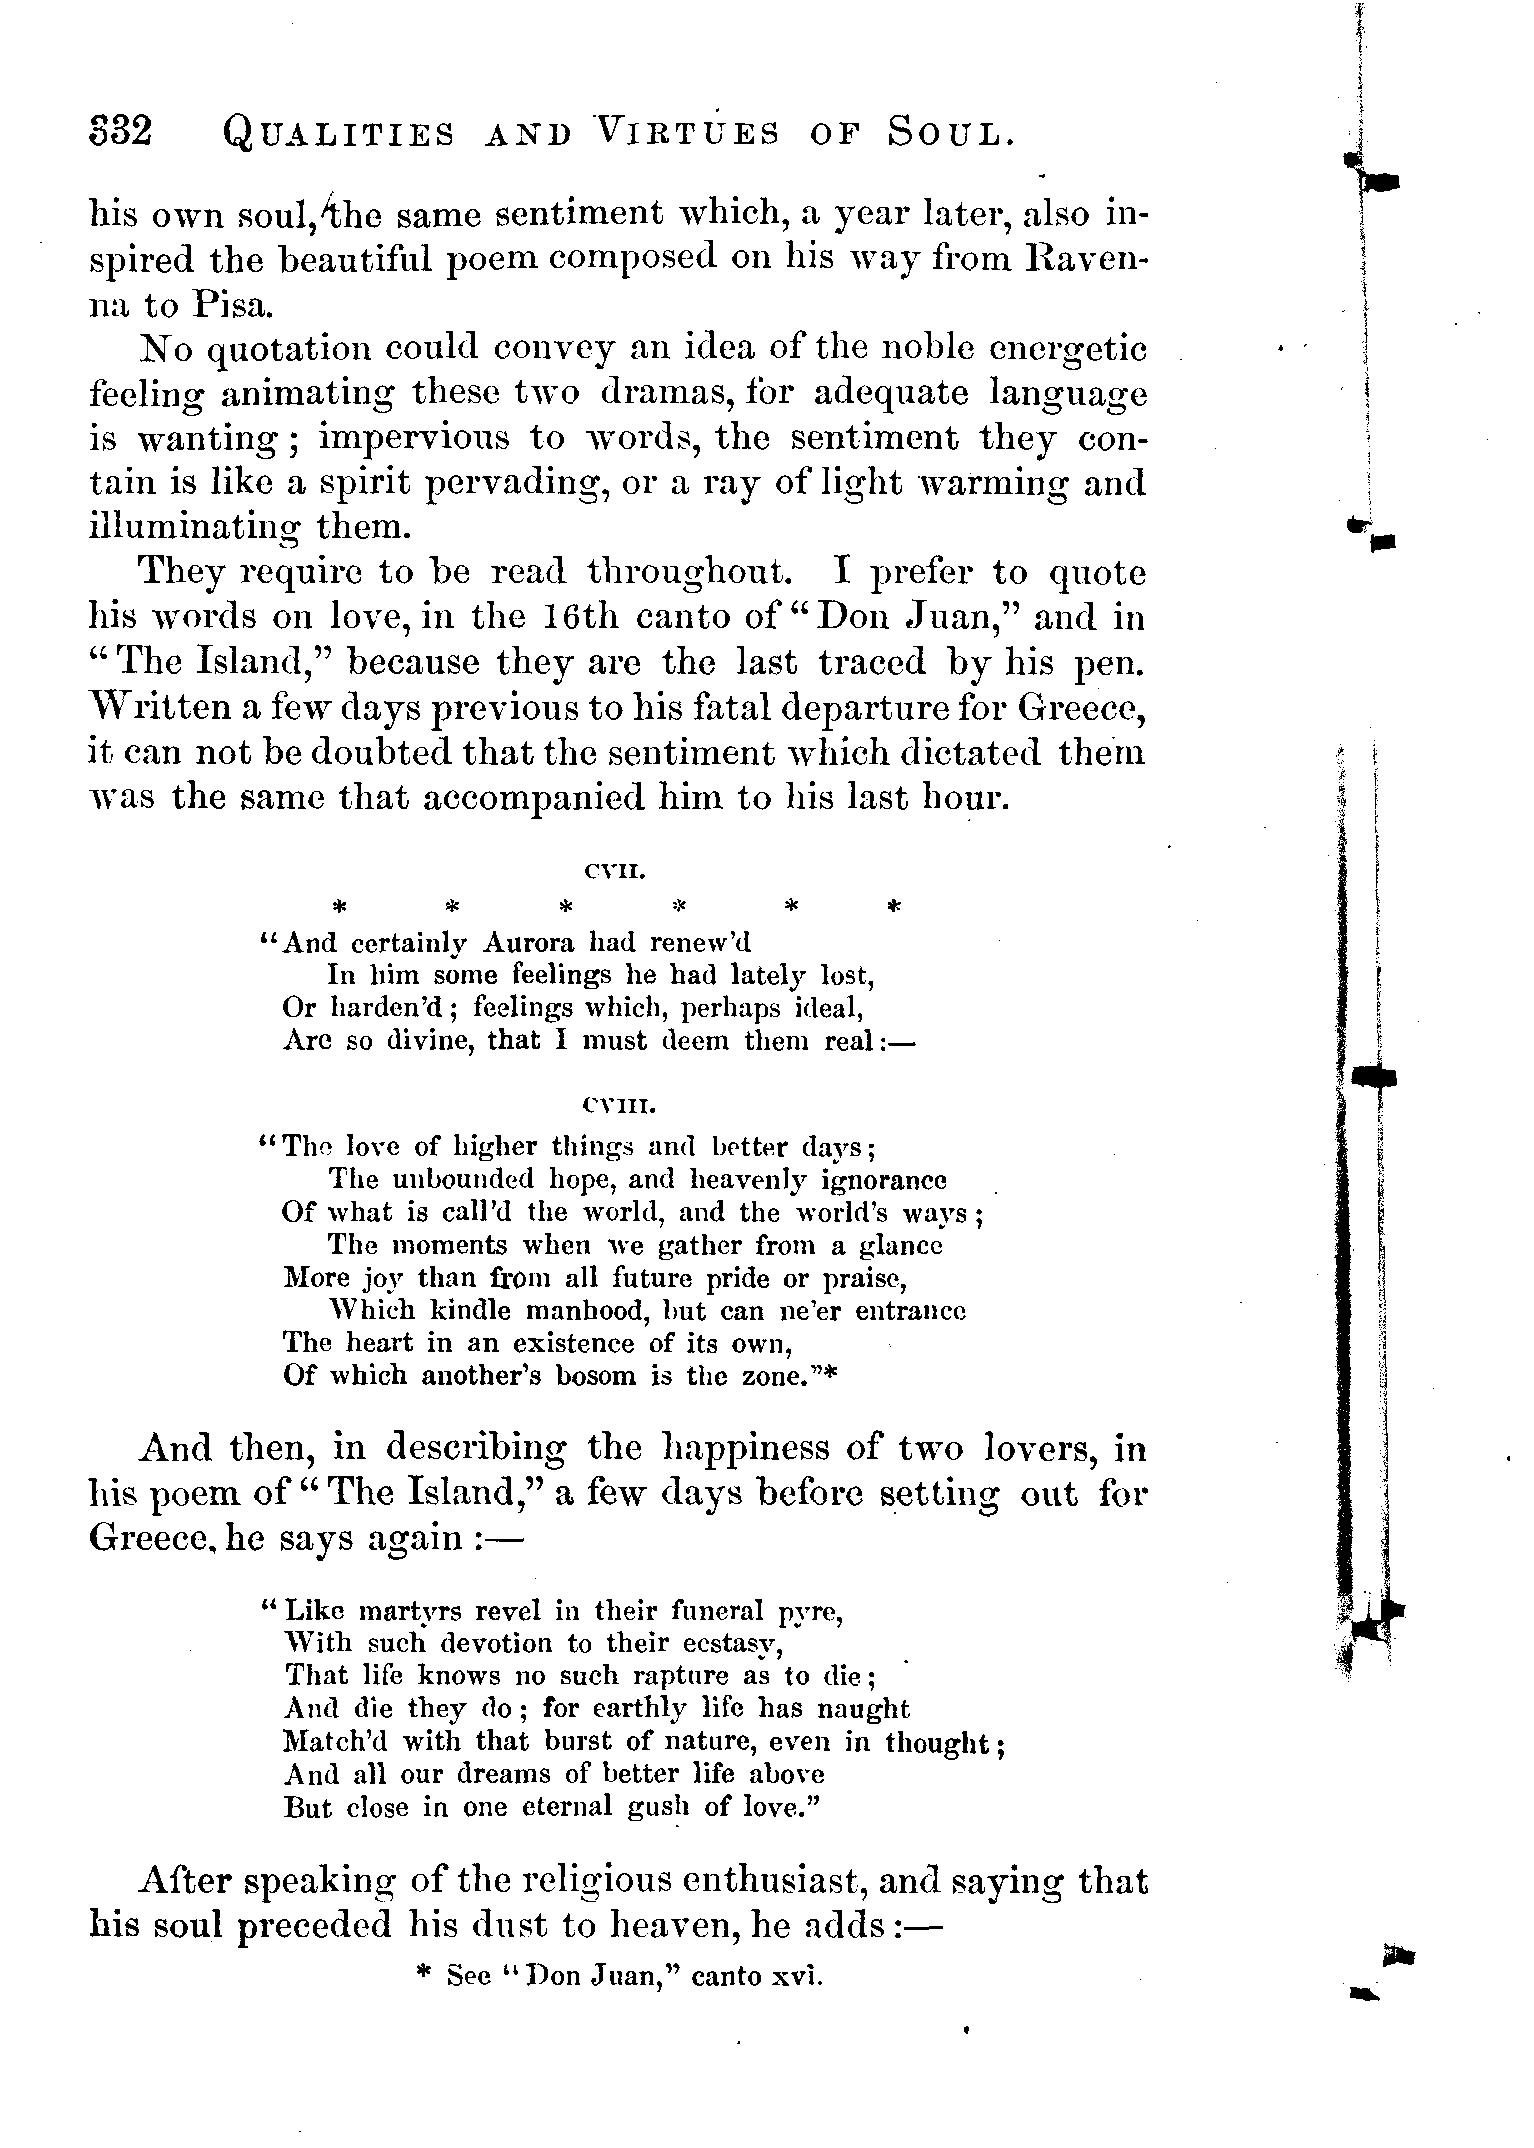 332 QUALITIES AND VIRTUES OF SOUL.
his own soul, the same sentiment which, a year later, also in-
spired the beautiful poem composed on his way from Raven-
na to Pisa.
No quotation could convey an idea of the noble energetic
feeling animating these two dramas, for adequate language
is wanting; impervious to words, the sentiment they con-
tain is like a spirit pervading, or a ray of light warming and
illuminating them.
They require to be read throughout. I prefer to quote
his words on love, in the 16th canto of "Don Juan," and in
"The Island," because they are the last traced by his pen.
Written a few days previous to his fatal departure for Greece,
it can not be doubted that the sentiment which dictated them
was the same that accompanied him to his last hour.
CVII.
* * * * * *
"And certainly Aurora had renew'd
In him some feelings he had lately lost,
Or harden'd; feelings which, perhaps ideal,
Are so divine, that I must deem them real:—
CVIII.
"The love of higher things and better days;
The unbounded hope, and heavenly ignorance
Of what is call'd the world, and the world's ways;
The moments when we gather from a glance
More joy than from all future pride or praise,
Which kindle manhood, but can ne'er entrance
The heart in an existence of its own,
Of which another's bosom is the zone."*
And then, in describing the happiness of two lovers, in
his poem of "The Island," a few days before setting out for
Greece, he says again:—
"Like martyrs revel in their funeral pyre,
With such devotion to their ecstasy,
That life knows no such rapture as to die;
And die they do; for earthly life has naught
Match'd with that burst of nature, even in thought;
And all our dreams of better life above
But close in one eternal gush of love."
After speaking of the religious enthusiast, and saying that
his soul preceded his dust to heaven, he adds:—
* See "Don Juan," canto xvi.